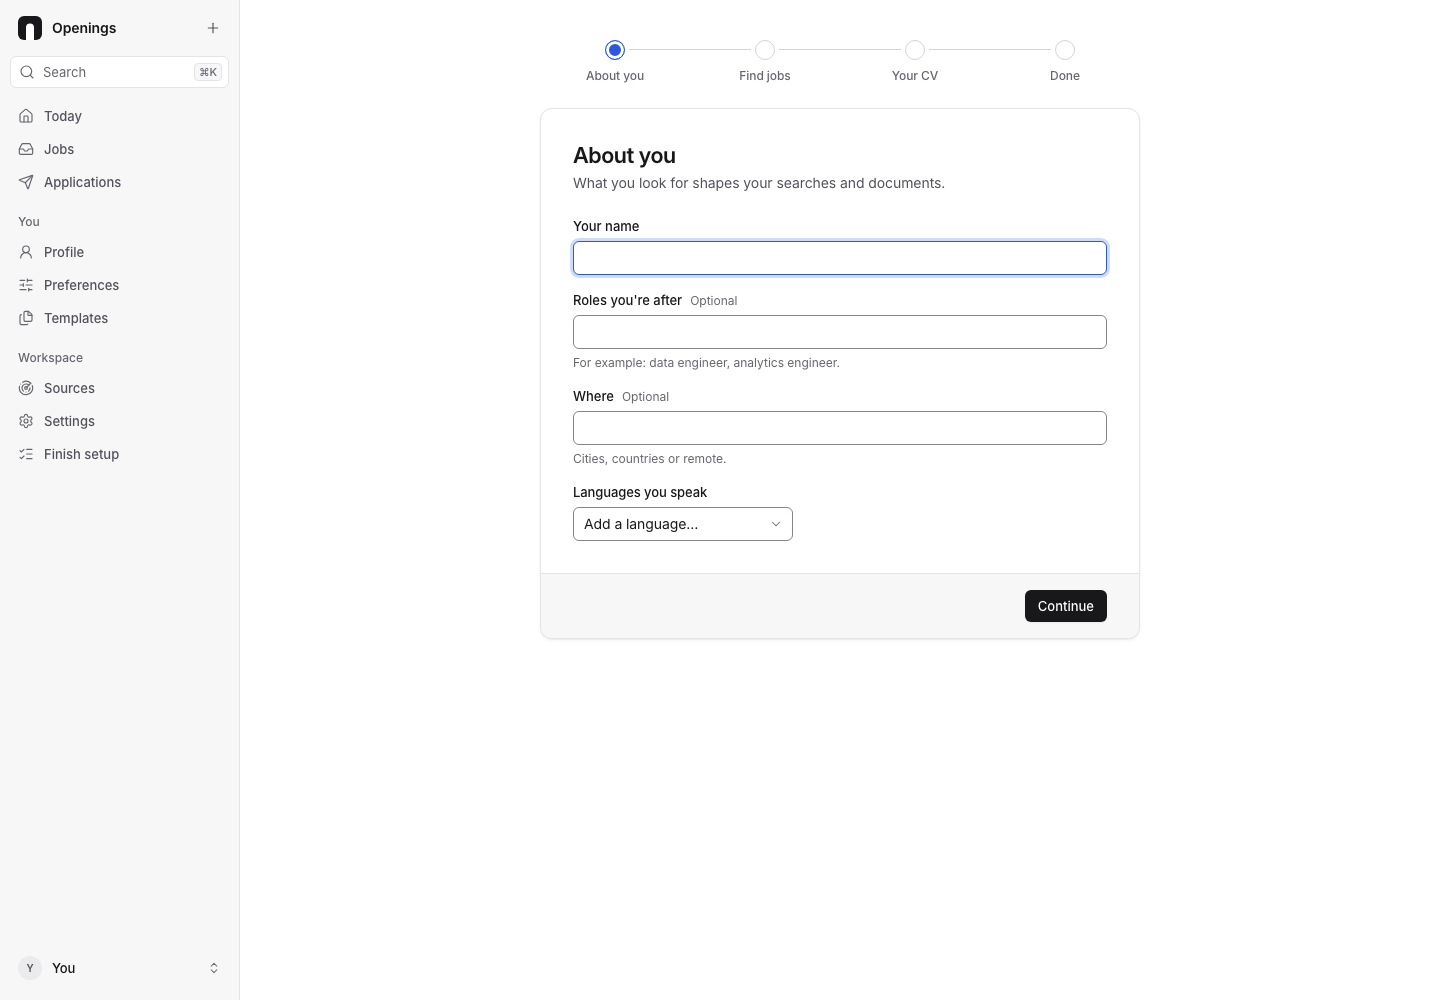 Openings
Search ⌘K
Today
Jobs
Applications
You
Profile
Preferences
Templates
Workspace
Sources
Settings
Finish setup
Y You
About you Find jobs Your CV Done
About you
What you look for shapes your searches and documents.
Your name
Roles you're after Optional
For example: data engineer, analytics engineer.
Where Optional
Cities, countries or remote.
Languages you speak
Add a language...
Continue